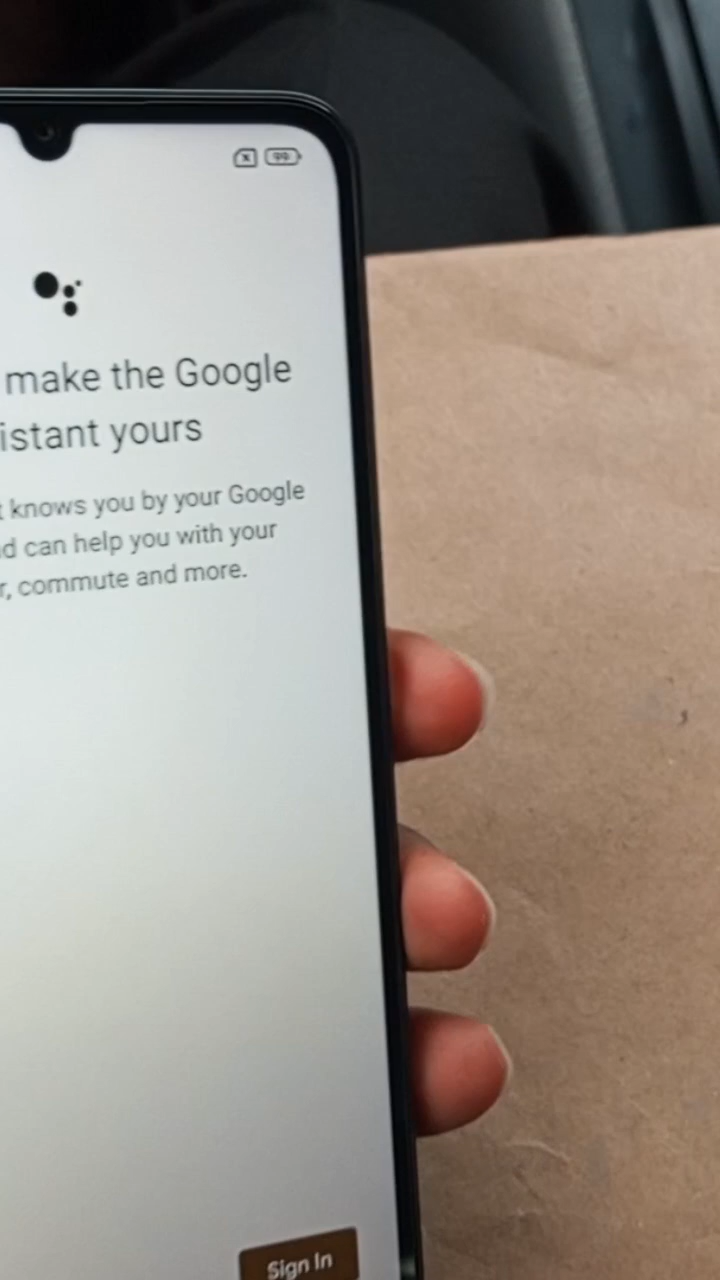 99
make the Google
istant yours
t knows you by your Google
d can help you with your
r, commute and more.
Sign In